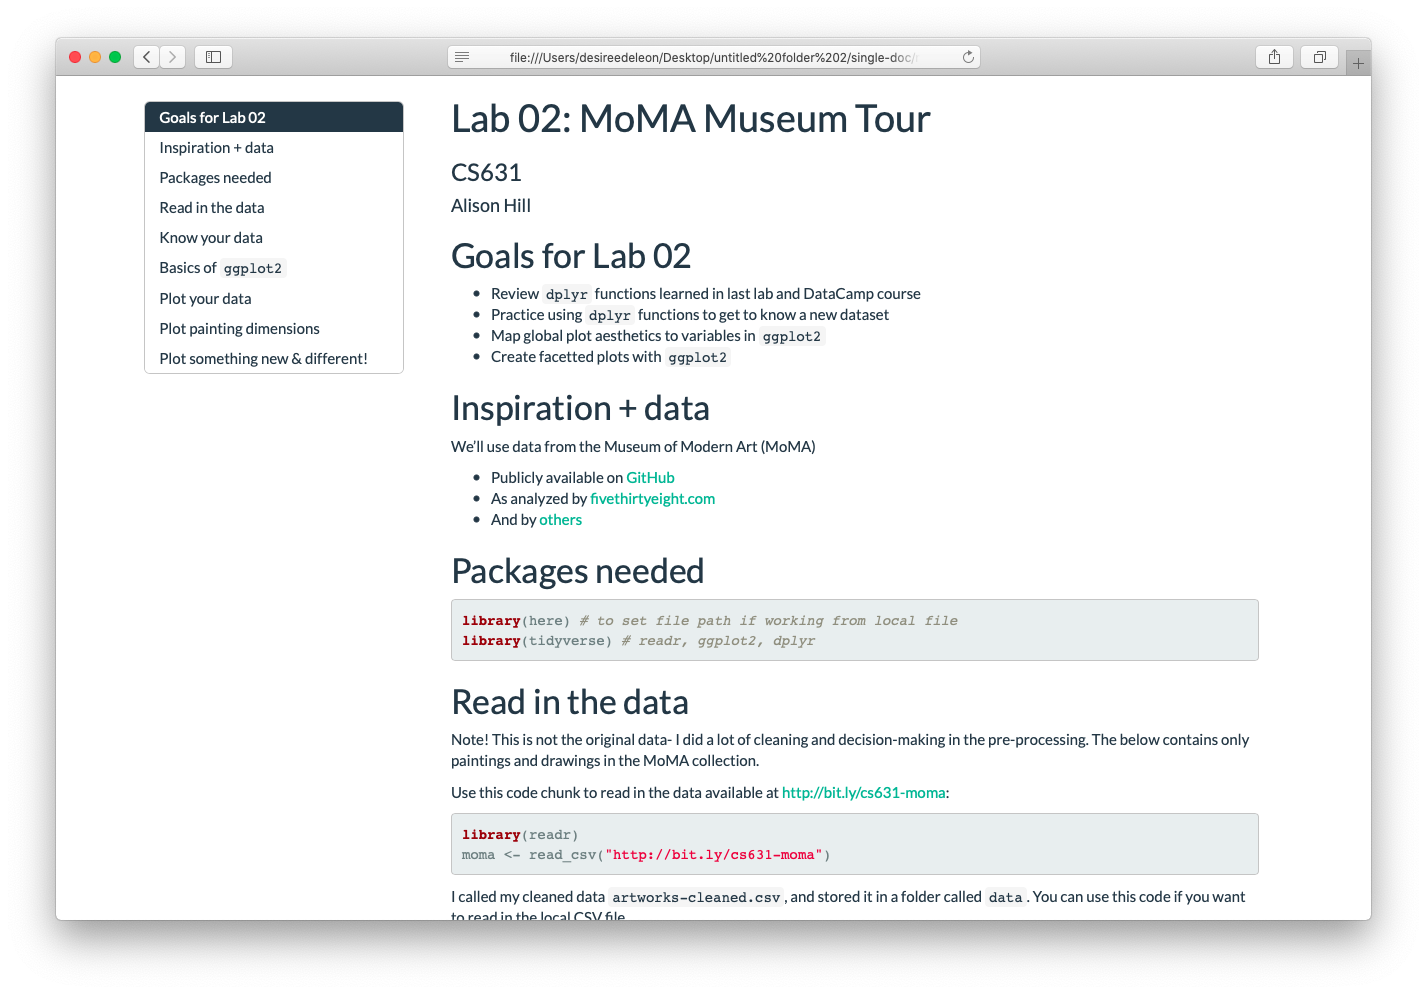 file:///Users/desireedeleon/Desktop/untitled%20folder%202/single-doc/
Goals for Lab 02
Inspiration + data
Packages needed
Read in the data
Know your data
Basics of ggplot2
Plot your data
Plot painting dimensions
Plot something new & different!
Lab 02: MoMA Museum Tour
CS631
Alison Hill
Goals for Lab 02
• Review dplyr functions learned in last lab and DataCamp course
• Practice using dplyr functions to get to know a new dataset
• Map global plot aesthetics to variables in ggplot2
• Create facetted plots with ggplot2
Inspiration + data
We'll use data from the Museum of Modern Art (MoMA)
• Publicly available on GitHub
• As analyzed by fivethirtyeight.com
• And by others
Packages needed
library(here) # to set file path if working from local file
library(tidyverse) # readr, ggplot2, dplyr
Read in the data
Note! This is not the original data- I did a lot of cleaning and decision-making in the pre-processing. The below contains only
paintings and drawings in the MoMA collection.
Use this code chunk to read in the data available at http://bit.ly/cs631-moma:
library(readr)
moma <- read_csv("http://bit.ly/cs631-moma")
I called my cleaned data artworks-cleaned.csv, and stored it in a folder called data. You can use this code if you want
to read in the local CSV file